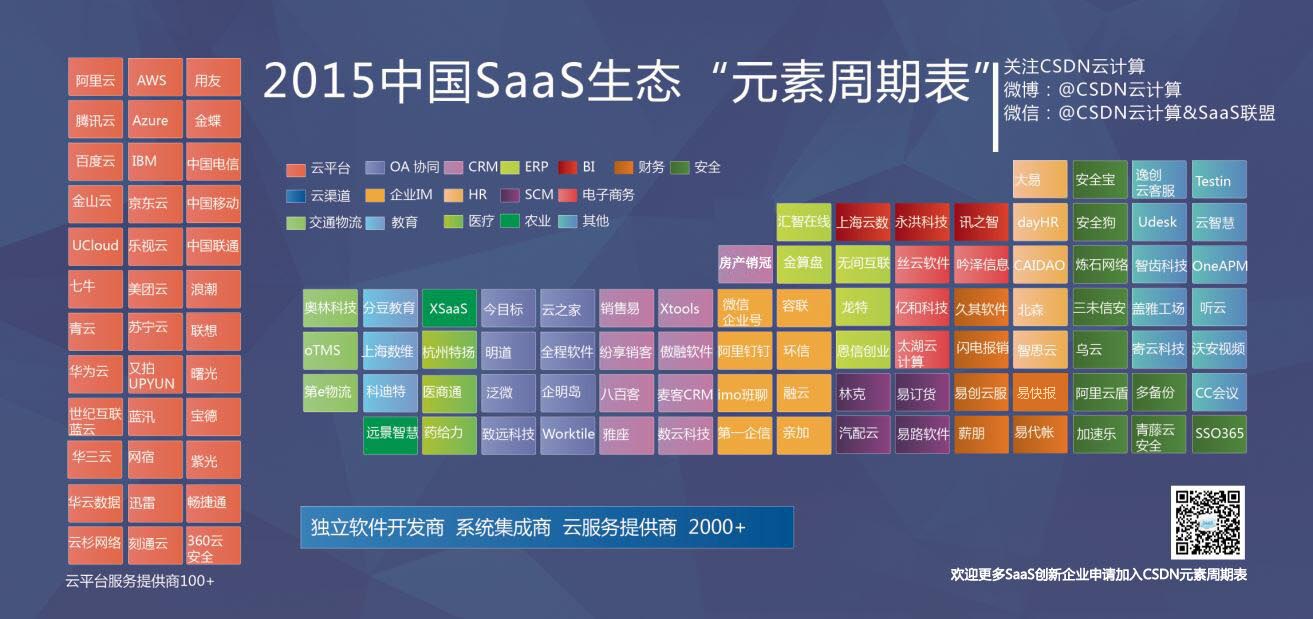 2015中国SaaS生态“元素周期表”
关注CSDN云计算
微博：@CSDN云计算
微信：@CSDN云计算&SaaS联盟
阿里云 AWS 用友
腾讯云 Azure 金蝶
百度云 IBM 中国电信
金山云 京东云 中国移动
UCloud 乐视云 中国联通
七牛 美团云 浪潮
青云 苏宁云 联想
华为云 又拍
UPYUN 曙光
世纪互联
蓝云 蓝汛 宝德
华三云 网宿 紫光
华云数据 迅雷 畅捷通
云杉网络 刻通云 360云
安全
云平台服务提供商100+
云平台 OA 协同 CRM ERP BI 财务 安全
云渠道 企业IM HR SCM 电子商务
交通物流 教育 医疗 农业 其他
大易 安全宝 逸创
云客服 Testin
汇智在线 上海云数 永洪科技 讯之智 dayHR 安全狗 Udesk 云智慧
房产销冠 金算盘 无间互联 丝云软件 吟泽信息 CAIDAO 炼石网络 智齿科技 OneAPM
奥林科技 分豆教育 XSaaS 今目标 云之家 销售易 Xtools 微信
企业号 容联 龙特 亿和科技 久其软件 北森 三未信安 盖雅工场 听云
oTMS 上海数维 杭州特扬 明道 全程软件 纷享销客 傲融软件 阿里钉钉 环信 恩信创业 太湖云
计算 闪电报销 智思云 乌云 寄云科技 沃安视频
第e物流 科迪特 医商通 泛微 企明岛 八百客 麦客CRM imo班聊 融云 林克 易订货 易创云服 易快报 阿里云盾 多备份 CC会议
远景智慧 药给力 致远科技 Worktile 雅座 数云科技 第一企信 亲加 汽配云 易路软件 薪朋 易代帐 加速乐 青藤云
安全 SSO365
独立软件开发商 系统集成商 云服务提供商 2000+
欢迎更多SaaS创新企业申请加入CSDN元素周期表